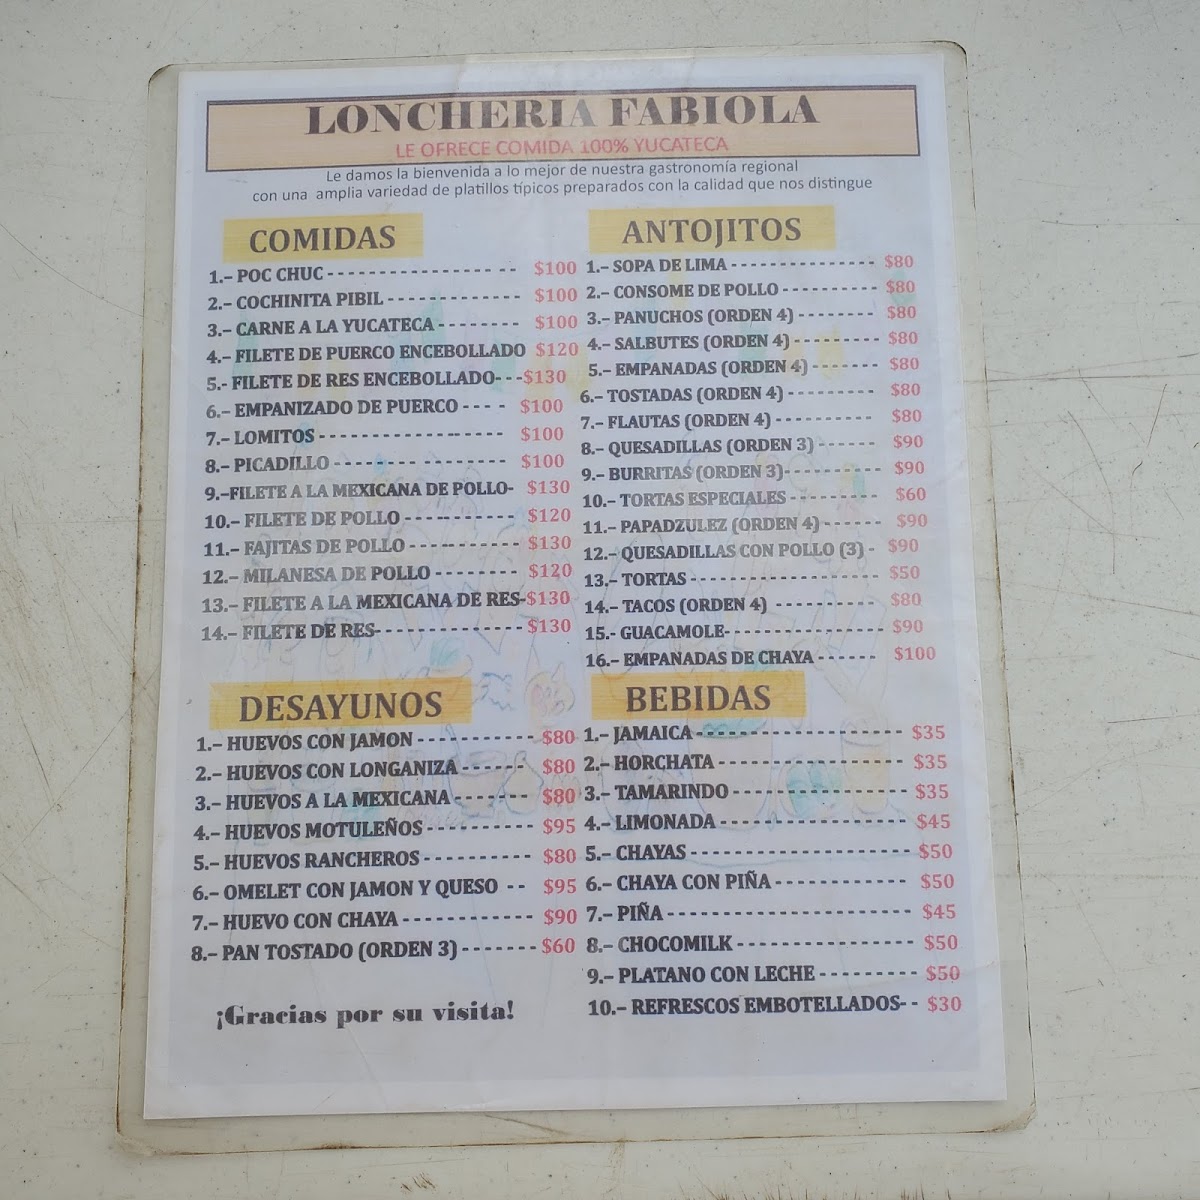 LONCHERIA FABIOLA
LE OFRECE COMIDA 100% YUCATECA
Le damos la bienvenida a lo mejor de nuestra gastronomía regional
con una amplia variedad de platillos típicos preparados con la calidad que nos distingue
COMIDAS
1.- POC CHUC $100
2.- COCHINITA PIBIL $100
3.- CARNE A LA YUCATECA $100
4.- FILETE DE PUERCO ENCEBOLLADO $120
5.- FILETE DE RES ENCEBOLLADO $130
6.- EMPANIZADO DE PUERCO $100
7.- LOMITOS $100
8.- PICADILLO $100
9.-FILETE A LA MEXICANA DE POLLO $130
10.- FILETE DE POLLO $120
11.- FAJITAS DE POLLO $130
12.- MILANESA DE POLLO $120
13.- FILETE A LA MEXICANA DE RES $130
14.- FILETE DE RES $130
ANTOJITOS
1.- SOPA DE LIMA $80
2.- CONSOME DE POLLO $80
3.- PANUCHOS (ORDEN 4) $80
4.- SALBUTES (ORDEN 4) $80
5.- EMPANADAS (ORDEN 4) $80
6.- TOSTADAS (ORDEN 4) $80
7.- FLAUTAS (ORDEN 4) $80
8.- QUESADILLAS (ORDEN 3) $90
9.- BURRITAS (ORDEN 3) $90
10.- TORTAS ESPECIALES $60
11.- PAPADZULEZ (ORDEN 4) $90
12.- QUESADILLAS CON POLLO (3) $90
13.- TORTAS $50
14.- TACOS (ORDEN 4) $80
15.- GUACAMOLE $90
16.- EMPANADAS DE CHAYA $100
DESAYUNOS
1.- HUEVOS CON JAMON $80
2.- HUEVOS CON LONGANIZA $80
3.- HUEVOS A LA MEXICANA $80
4.- HUEVOS MOTULEÑOS $95
5.- HUEVOS RANCHEROS $80
6.- OMELET CON JAMON Y QUESO $95
7.- HUEVO CON CHAYA $90
8.- PAN TOSTADO (ORDEN 3) $60
¡Gracias por su visita!
BEBIDAS
1.- JAMAICA $35
2.- HORCHATA $35
3.- TAMARINDO $35
4.- LIMONADA $45
5.- CHAYAS $50
6.- CHAYA CON PIÑA $50
7.- PIÑA $45
8.- CHOCOMILK $50
9.- PLATANO CON LECHE $50
10.- REFRESCOS EMBOTELLADOS $30